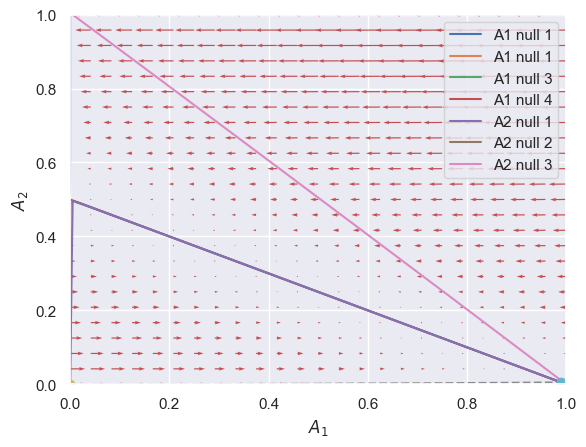 1.0
0.8
0.6
0.4
0.2
0.0
A₂
0.0 0.2 0.4 0.6 0.8 1.0
A₁
A1 null 1
A1 null 1
A1 null 3
A1 null 4
A2 null 1
A2 null 2
A2 null 3